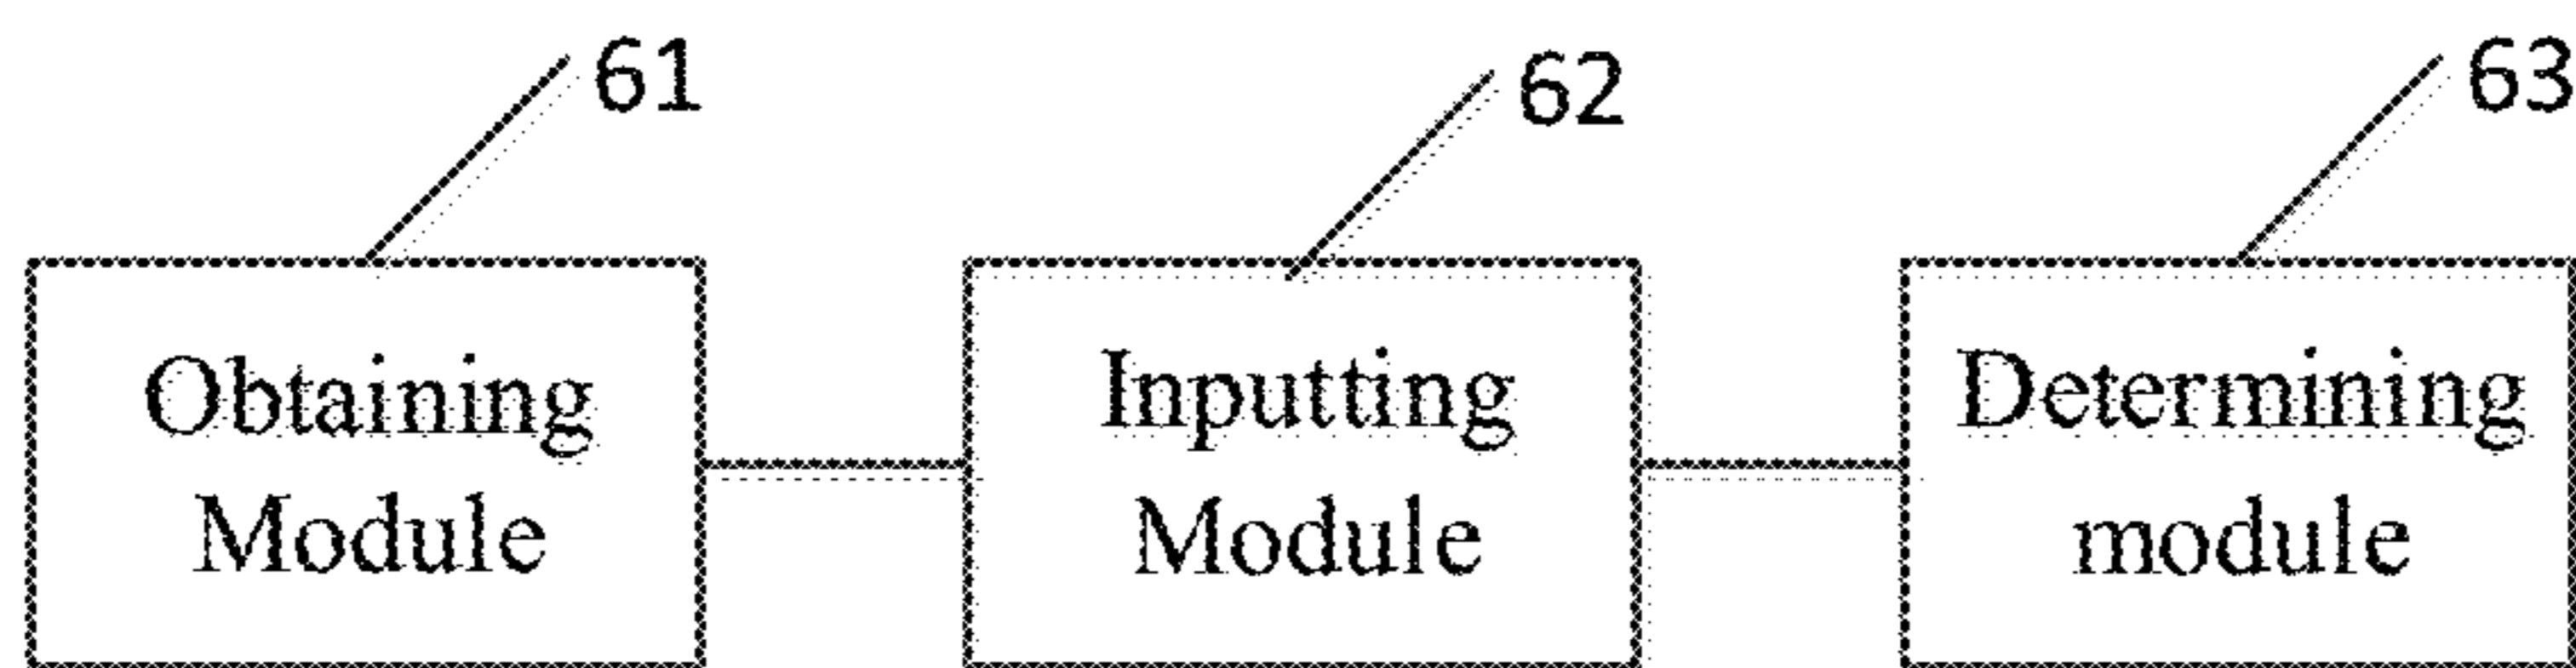 61
62
63
Obtaining
Module
Inputting
Module
Determining
module